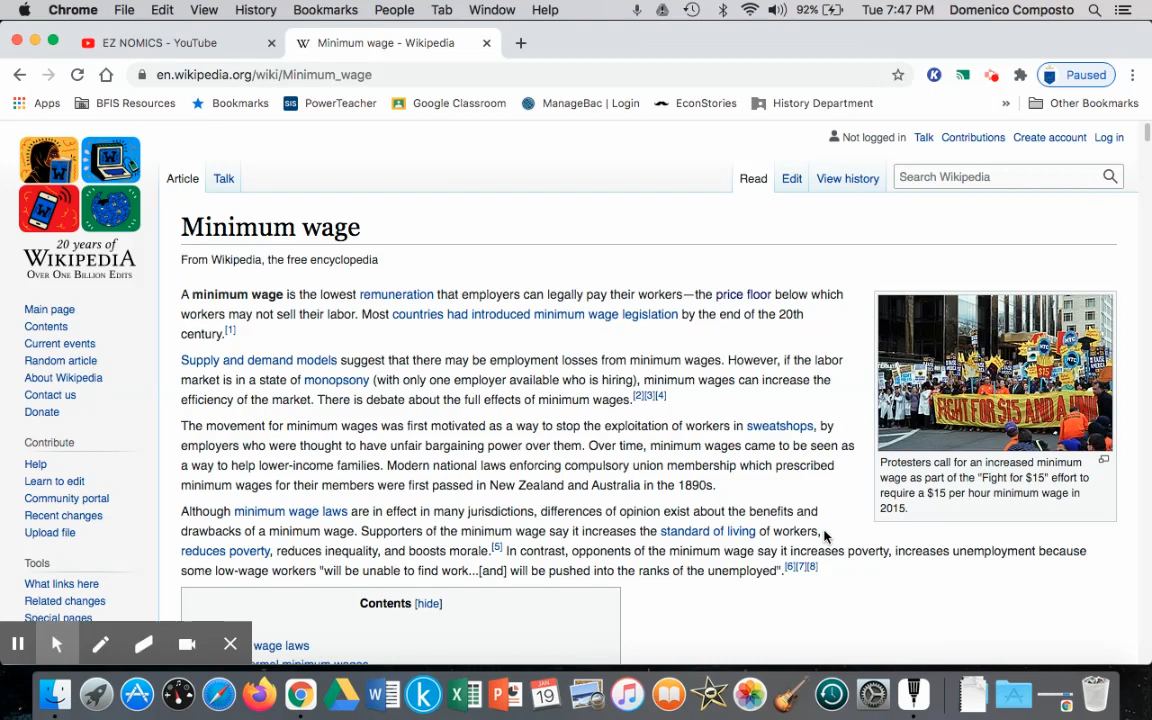 Chrome File Edit View History Bookmarks People Tab Window Help 92% Tue 7:47 PM Domenico Composto
EZ NOMICS - YouTube Minimum wage - Wikipedia
en.wikipedia.org/wiki/Minimum_wage Paused
Apps BFIS Resources Bookmarks SIS PowerTeacher Google Classroom ManageBac | Login EconStories History Department » Other Bookmarks
Not logged in Talk Contributions Create account Log in
Article Talk Read Edit View history Search Wikipedia
20 years of
WIKIPEDIA
OVER ONE BILLION EDITS
Main page
Contents
Current events
Random article
About Wikipedia
Contact us
Donate
Contribute
Help
Learn to edit
Community portal
Recent changes
Upload file
Tools
What links here
Related changes
Special pages
Minimum wage
From Wikipedia, the free encyclopedia
A minimum wage is the lowest remuneration that employers can legally pay their workers—the price floor below which
workers may not sell their labor. Most countries had introduced minimum wage legislation by the end of the 20th
century.[1]
Supply and demand models suggest that there may be employment losses from minimum wages. However, if the labor
market is in a state of monopsony (with only one employer available who is hiring), minimum wages can increase the
efficiency of the market. There is debate about the full effects of minimum wages.[2][3][4]
The movement for minimum wages was first motivated as a way to stop the exploitation of workers in sweatshops, by
employers who were thought to have unfair bargaining power over them. Over time, minimum wages came to be seen as
a way to help lower-income families. Modern national laws enforcing compulsory union membership which prescribed
minimum wages for their members were first passed in New Zealand and Australia in the 1890s.
Although minimum wage laws are in effect in many jurisdictions, differences of opinion exist about the benefits and
drawbacks of a minimum wage. Supporters of the minimum wage say it increases the standard of living of workers,
reduces poverty, reduces inequality, and boosts morale.[5] In contrast, opponents of the minimum wage say it increases poverty, increases unemployment because
some low-wage workers "will be unable to find work...[and] will be pushed into the ranks of the unemployed".[6][7][8]
FIGHT FOR $15 AND A UNION
Protesters call for an increased minimum
wage as part of the "Fight for $15" effort to
require a $15 per hour minimum wage in
2015.
Contents [hide]
wage laws
JAN
19